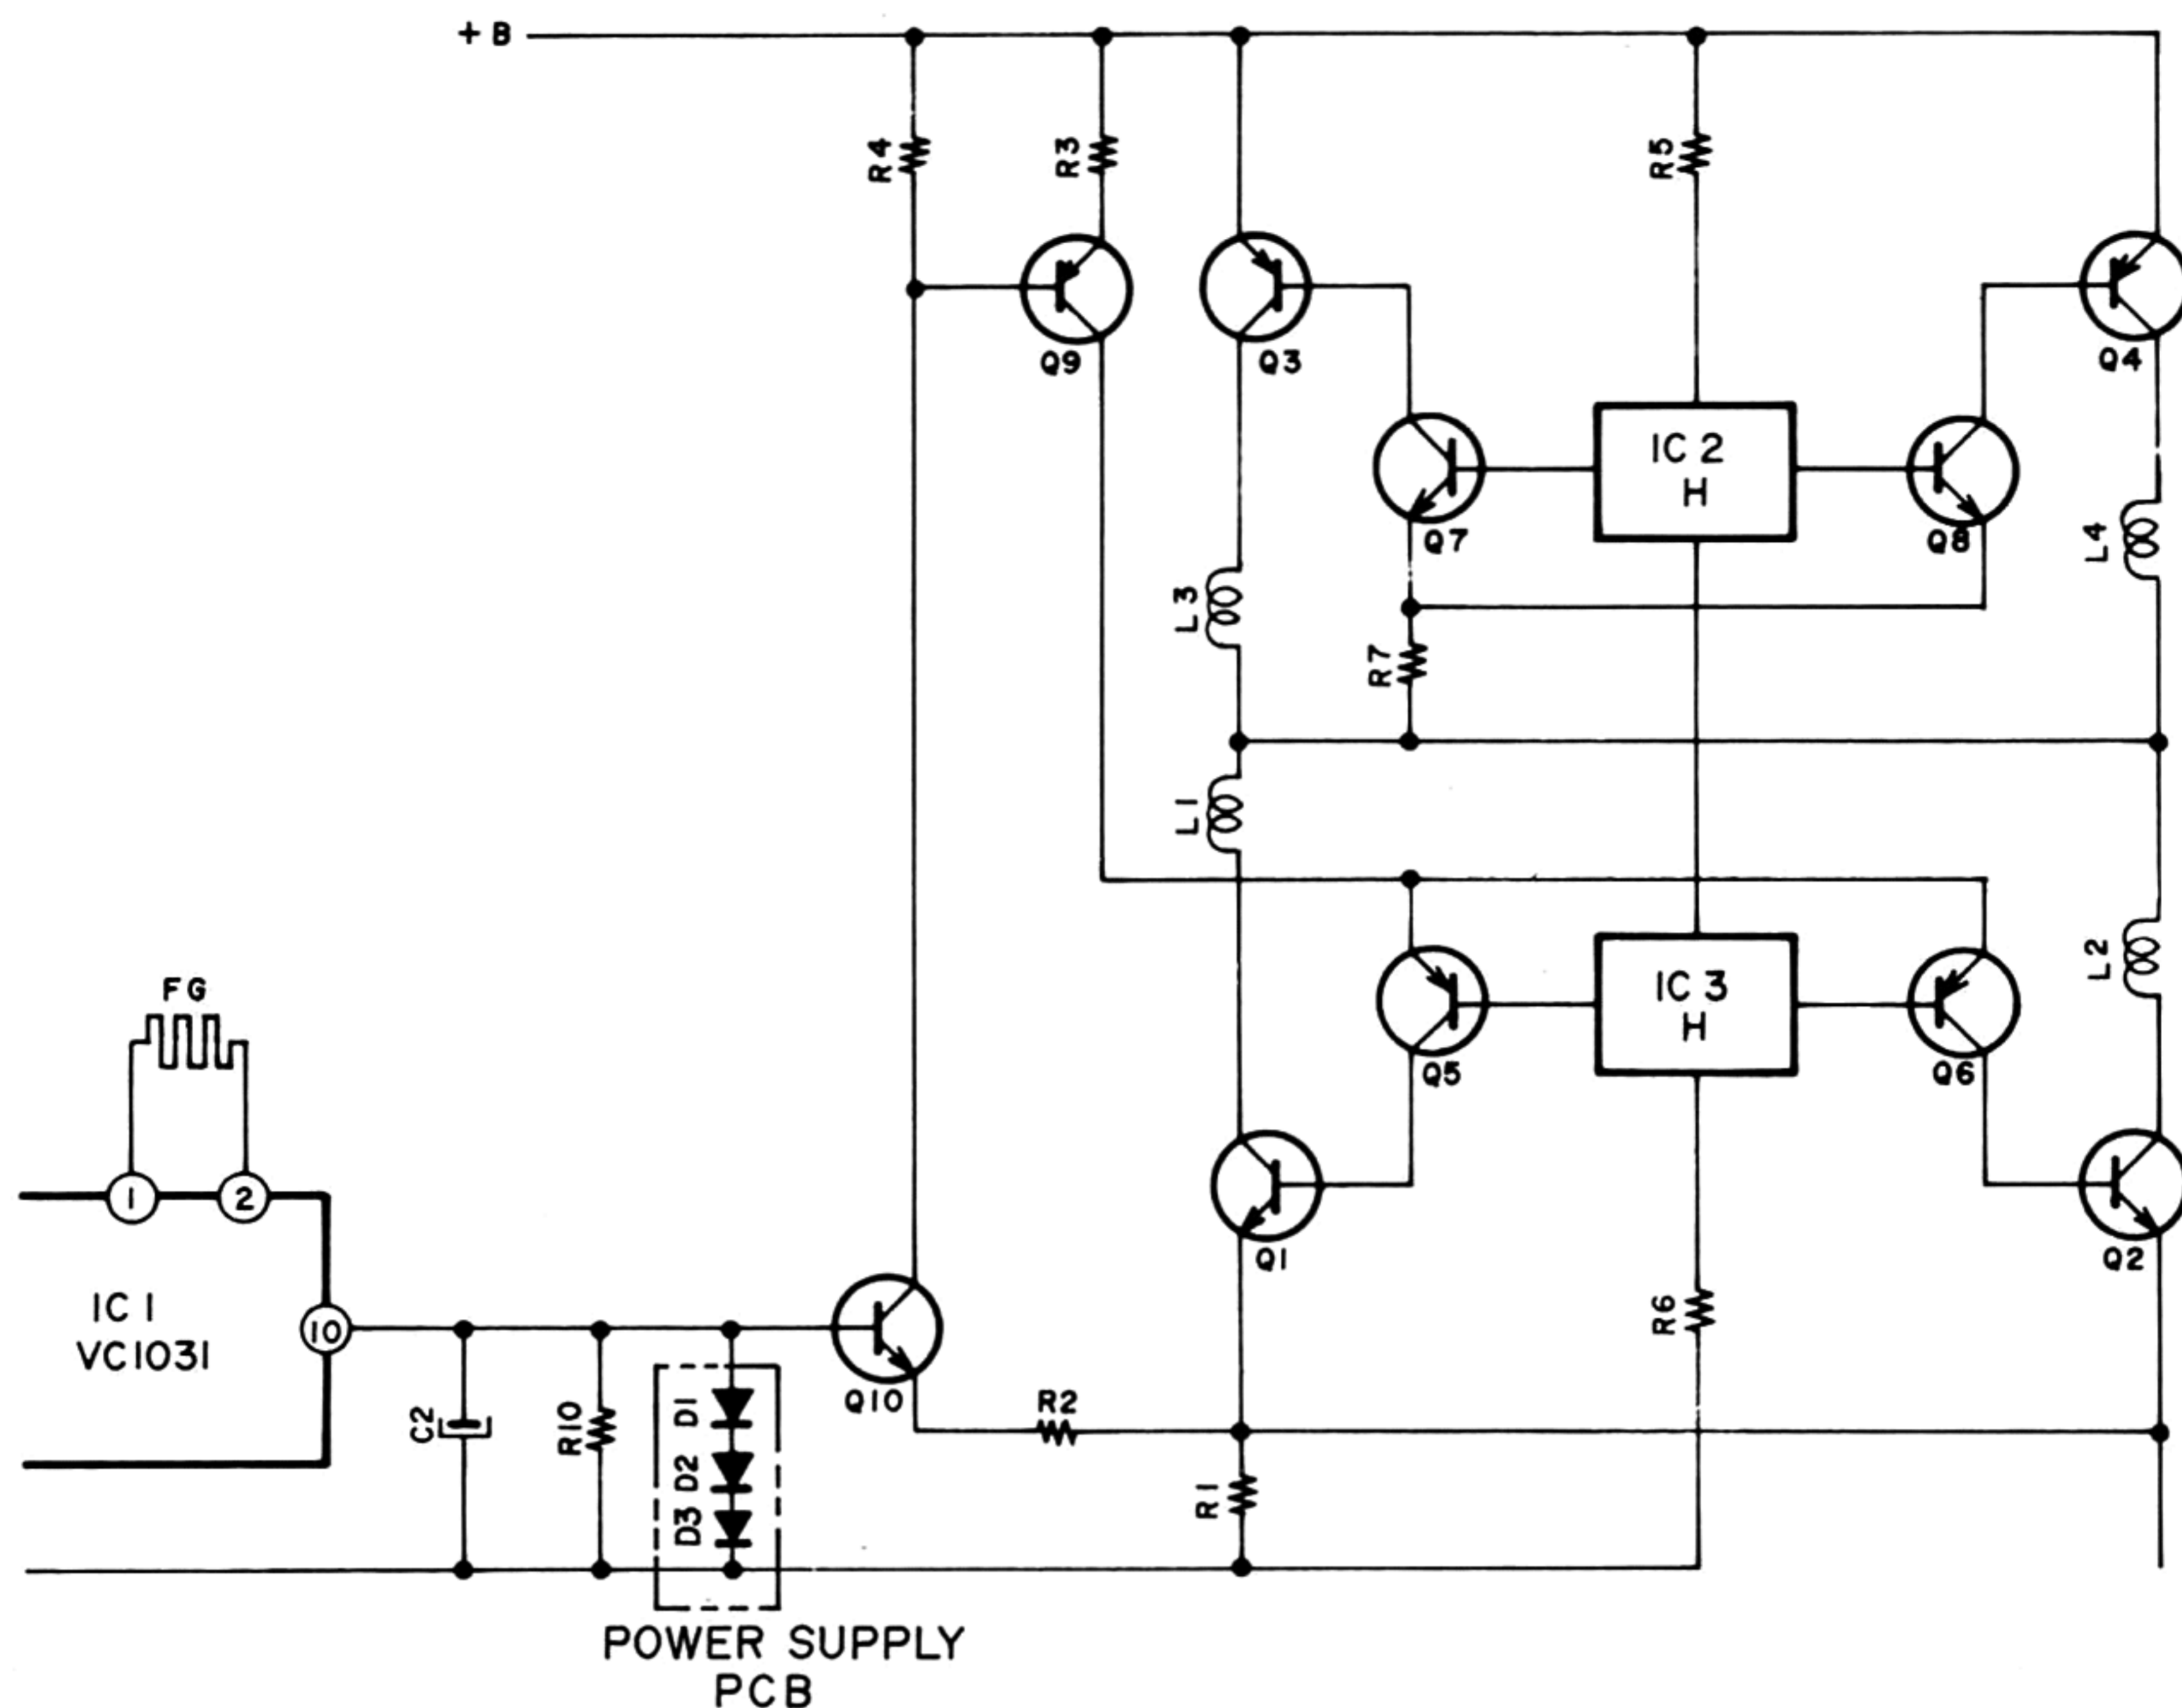 +B
R4
R3
R5
Q9
Q3
Q4
IC 2
H
Q7
Q8
L4
L3
R7
L1
IC 3
H
L2
Q5
Q6
FG
1
2
Q1
Q2
IC 1
VC1031
10
R6
Q10
R2
C2
R10
D1
D2
D3
R1
POWER SUPPLY
PCB